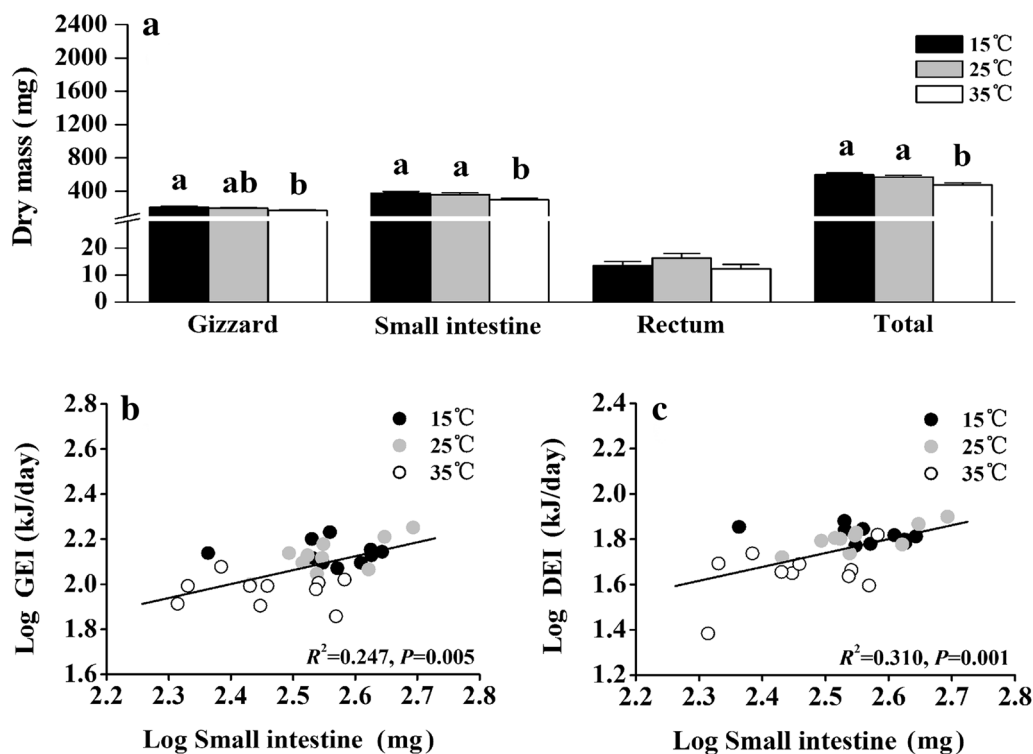 a
15℃
25℃
35℃
2400
2000
1600
1200
800
400
20
10
0
Dry mass (mg)
a ab b
a a b
a a b
Gizzard Small intestine Rectum Total
b
15℃
25℃
35℃
2.8
2.6
2.4
2.2
2.0
1.8
1.6
Log GEI (kJ/day)
R²=0.247, P=0.005
2.2 2.3 2.4 2.5 2.6 2.7 2.8
Log Small intestine (mg)
c
15℃
25℃
35℃
2.4
2.2
2.0
1.8
1.6
1.4
1.2
Log DEI (kJ/day)
R²=0.310, P=0.001
2.2 2.3 2.4 2.5 2.6 2.7 2.8
Log Small intestine (mg)